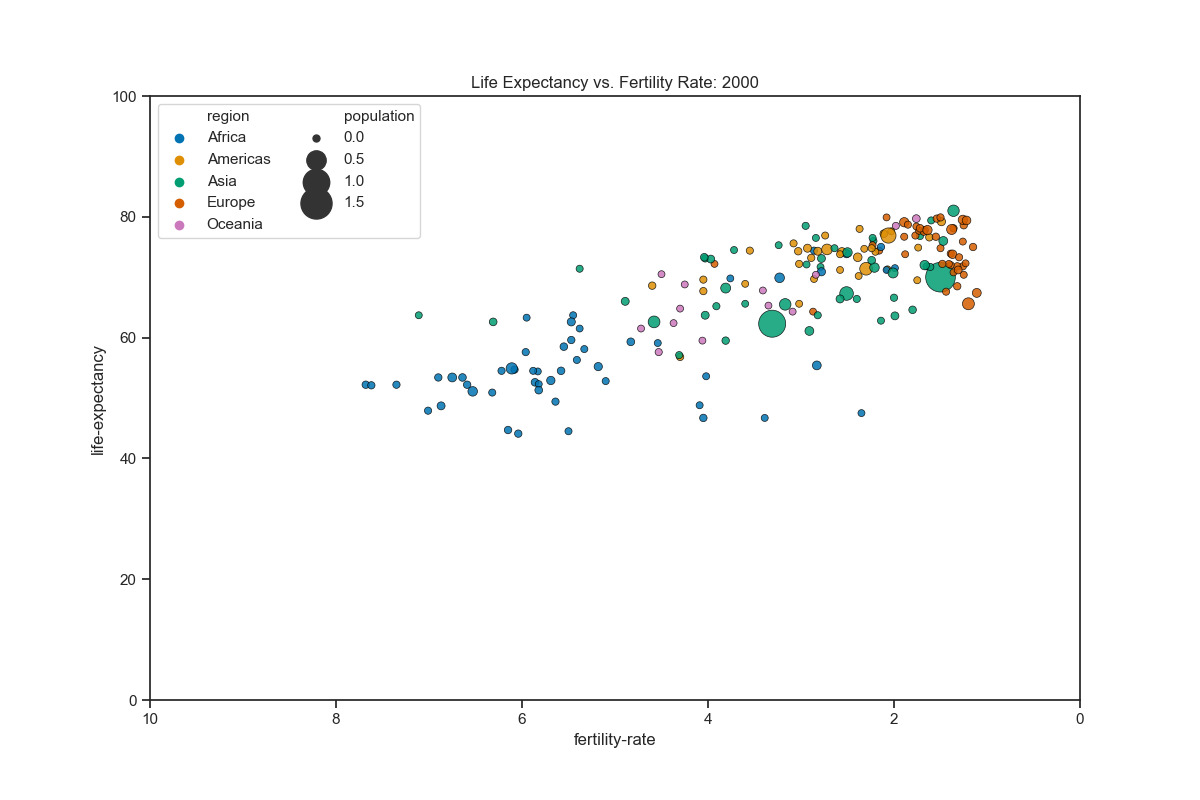 Life Expectancy vs. Fertility Rate: 2000
100
80
60
40
20
0
life-expectancy
region
Africa
Americas
Asia
Europe
Oceania
population
0.0
0.5
1.0
1.5
10
8
6
4
2
0
fertility-rate